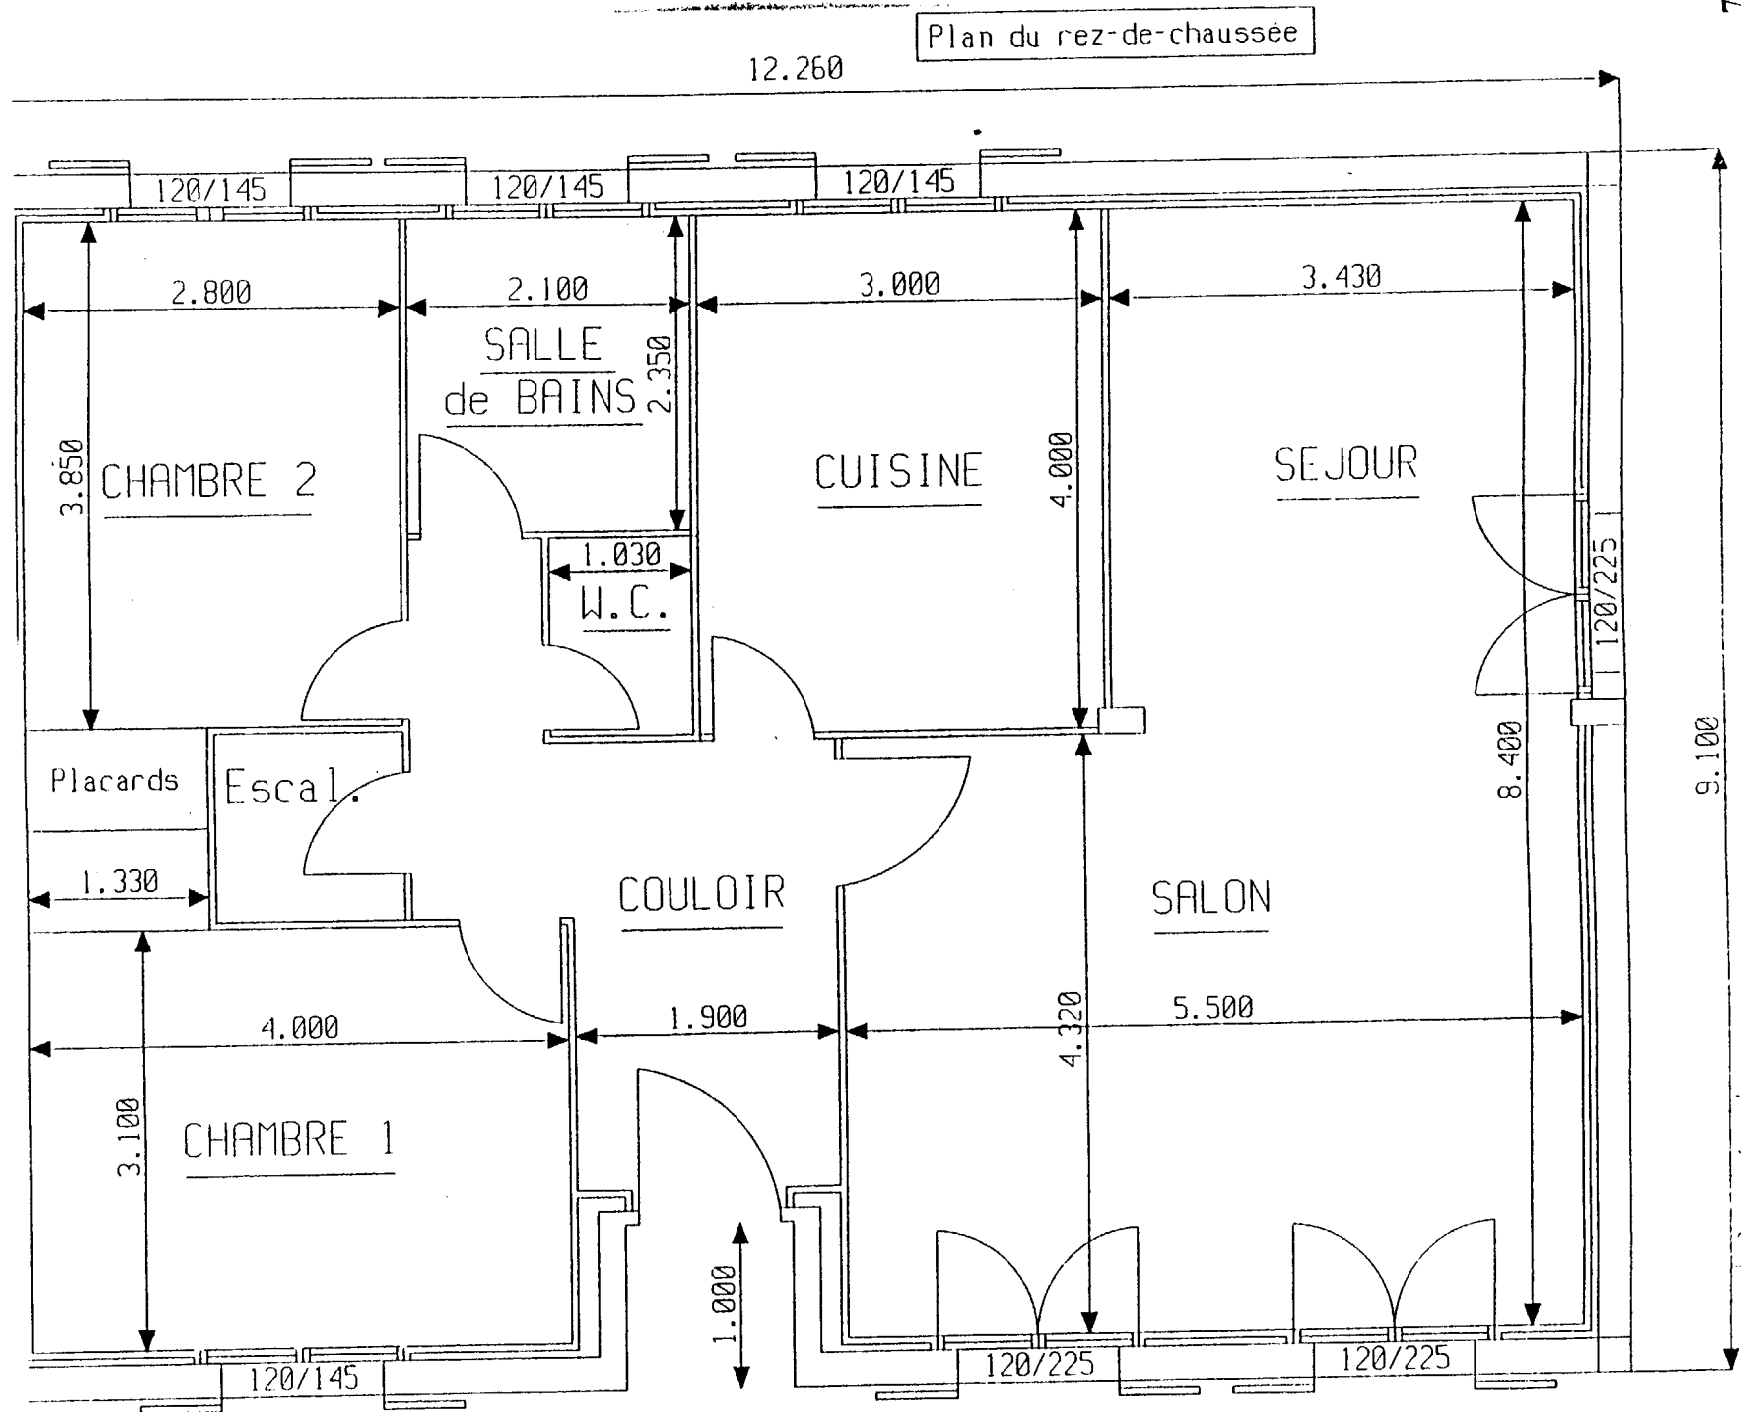 Plan du rez-de-chaussée
12.260
120/145
120/145
120/145
2.800
2.100
3.000
3.430
SALLE
de BAINS
2.350
3.850
CHAMBRE 2
CUISINE
4.000
SEJOUR
1.030
W.C.
120/225
8.400
9.100
Placards
Escal.
1.330
COULOIR
SALON
4.000
1.900
4.320
5.500
3.100
CHAMBRE 1
1.000
120/145
120/225
120/225